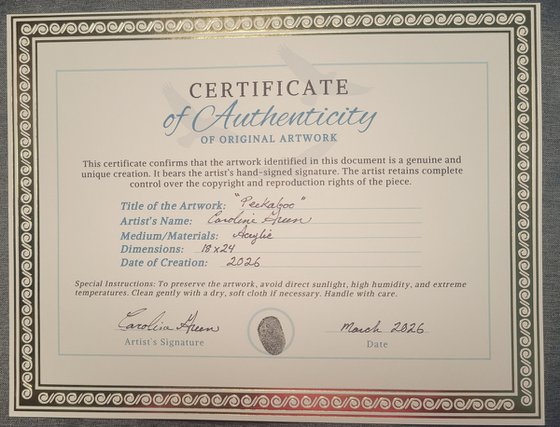 CERTIFICATE
of Authenticity
OF ORIGINAL ARTWORK
This certificate confirms that the artwork identified in this document is a genuine and
unique creation. It bears the artist's hand-signed signature. The artist retains complete
control over the copyright and reproduction rights of the piece.
Title of the Artwork: "Peekaboo"
Artist's Name: Caroline Green
Medium/Materials: Acrylic
Dimensions: 18x24
Date of Creation: 2026
Special Instructions: To preserve the artwork, avoid direct sunlight, high humidity, and extreme
temperatures. Clean gently with a dry, soft cloth if necessary. Handle with care.
Caroline Green March 2026
Artist's Signature Date